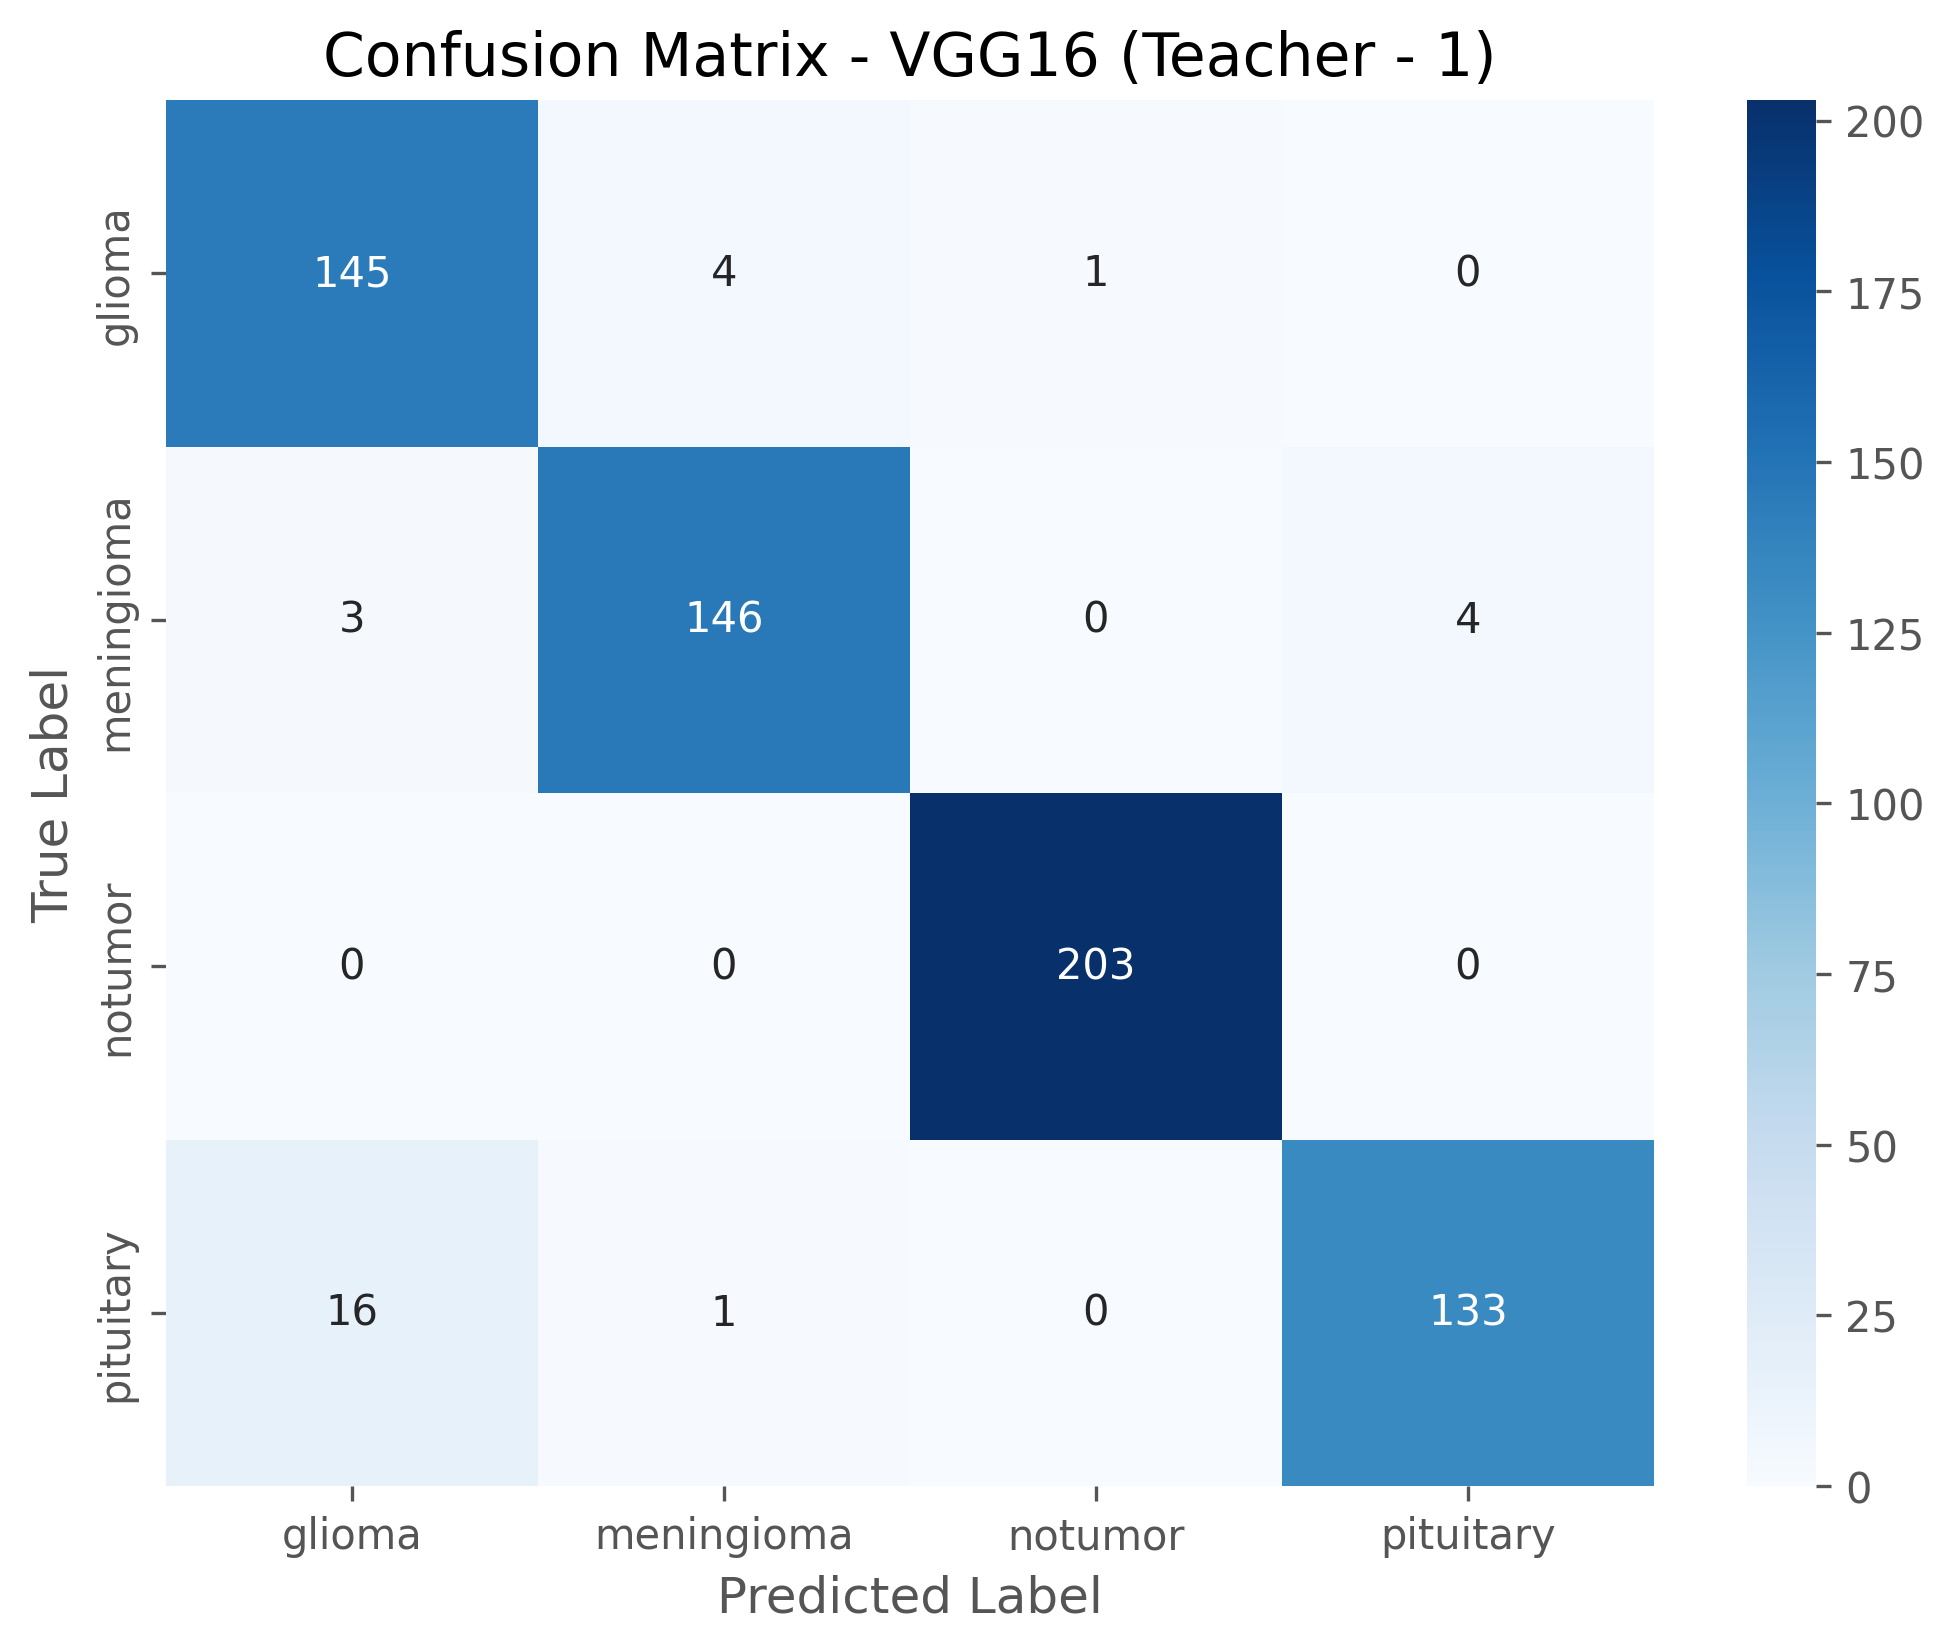 Confusion Matrix - VGG16 (Teacher - 1)
True Label
glioma
145 4 1 0
meningioma
3 146 0 4
notumor
0 0 203 0
pituitary
16 1 0 133
glioma meningioma notumor pituitary
Predicted Label
200
175
150
125
100
75
50
25
0